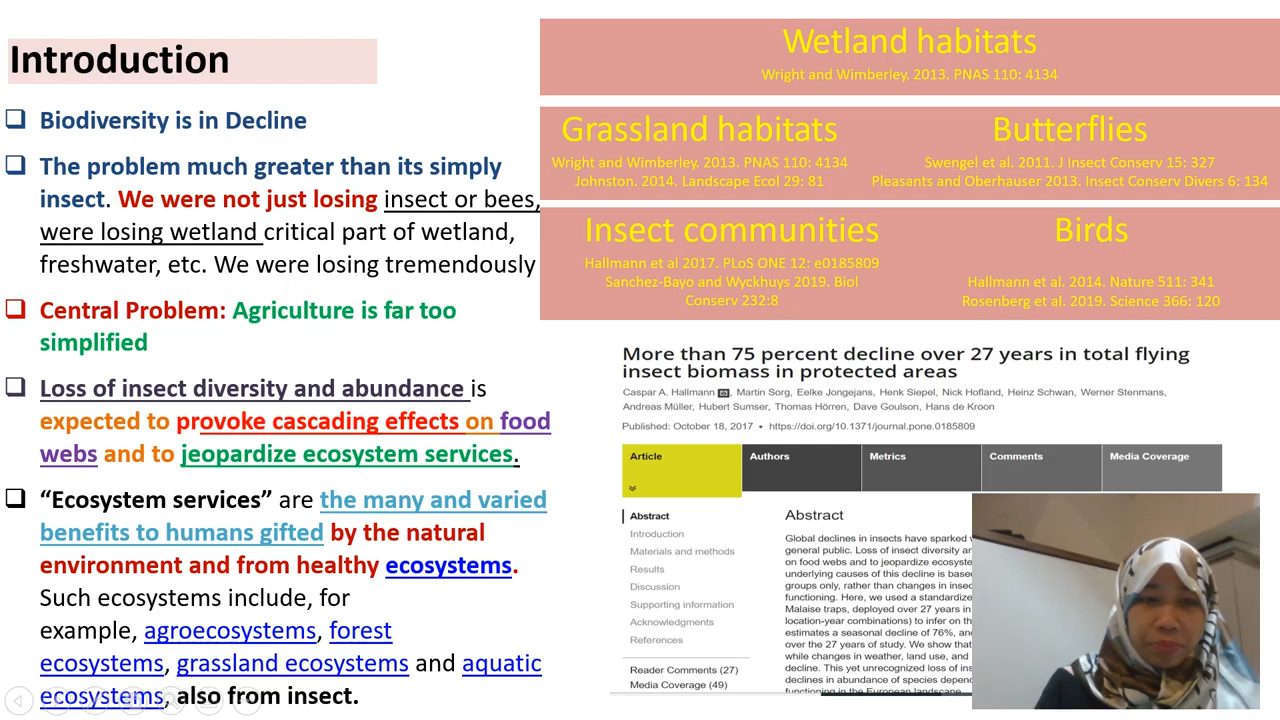 Introduction
Biodiversity is in Decline
The problem much greater than its simply
insect. We were not just losing insect or bees,
were losing wetland critical part of wetland,
freshwater, etc. We were losing tremendously
Central Problem: Agriculture is far too
simplified
Loss of insect diversity and abundance is
expected to provoke cascading effects on food
webs and to jeopardize ecosystem services.
“Ecosystem services” are the many and varied
benefits to humans gifted by the natural
environment and from healthy ecosystems.
Such ecosystems include, for
example, agroecosystems, forest
ecosystems, grassland ecosystems and aquatic
ecosystems, also from insect.
Wetland habitats
Wright and Wimberley. 2013. PNAS 110: 4134
Grassland habitats
Wright and Wimberley. 2013. PNAS 110: 4134
Johnston. 2014. Landscape Ecol 29: 81
Butterflies
Swengel et al. 2011. J Insect Conserv 15: 327
Pleasants and Oberhauser 2013. Insect Conserv Divers 6: 134
Insect communities
Hallmann et al 2017. PLoS ONE 12: e0185809
Sanchez-Bayo and Wyckhuys 2019. Biol
Conserv 232:8
Birds
Hallmann et al. 2014. Nature 511: 341
Rosenberg et al. 2019. Science 366: 120
More than 75 percent decline over 27 years in total flying
insect biomass in protected areas
Caspar A. Hallmann, Martin Sorg, Eelke Jongejans, Henk Siepel, Nick Hofland, Heinz Schwan, Werner Stenmans,
Andreas Müller, Hubert Sumser, Thomas Hörren, Dave Goulson, Hans de Kroon
Published: October 18, 2017 • https://doi.org/10.1371/journal.pone.0185809
Article
Authors
Metrics
Comments
Media Coverage
Abstract
Introduction
Materials and methods
Results
Discussion
Supporting information
Acknowledgments
References
Reader Comments (27)
Media Coverage (49)
Abstract
Global declines in insects have sparked
general public. Loss of insect diversity an
on food webs and to jeopardize ecosyste
underlying causes of this decline is base
groups only, rather than changes in insec
functioning. Here, we used a standardize
Malaise traps, deployed over 27 years in
location-year combinations) to infer on th
estimates a seasonal decline of 76%, an
over the 27 years of study. We show that
while changes in weather, land use, and
decline. This yet unrecognized loss of ins
declines in abundance of species depen
functioning in the European landscape.